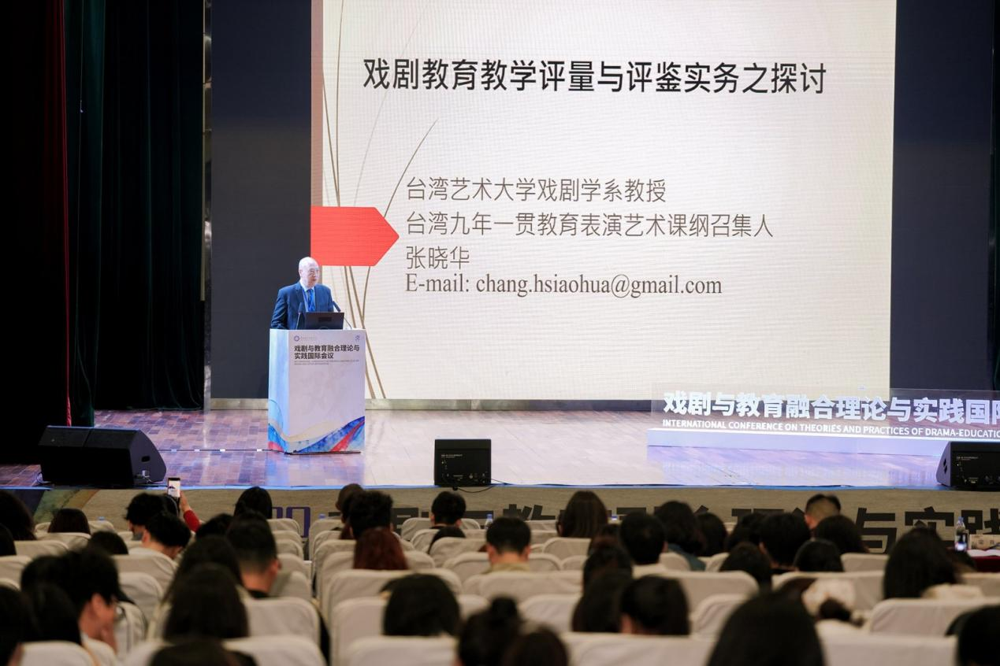 戏剧教育教学评量与评鉴实务之探讨
台湾艺术大学戏剧学系教授
台湾九年一贯教育表演艺术课纲召集人
张晓华
E-mail: chang.hsiaohua@gmail.com
戏剧与教育融合理论与
实践国际会议
戏剧与教育融合理论与实践国
INTERNATIONAL CONFERENCE ON THEORIES AND PRACTICES OF DRAMA-EDUCATIO